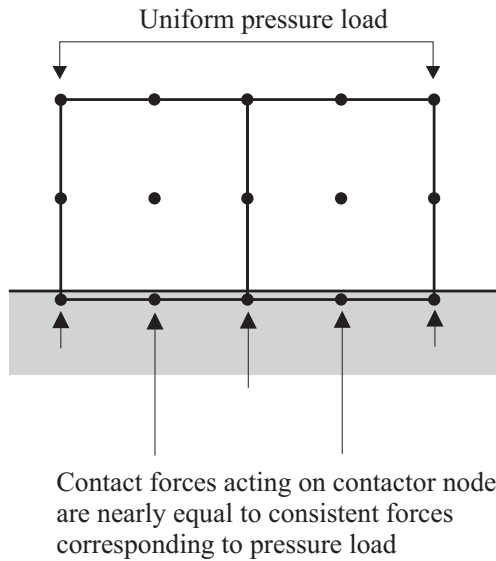 Uniform pressure load
Contact forces acting on contactor node
are nearly equal to consistent forces
corresponding to pressure load